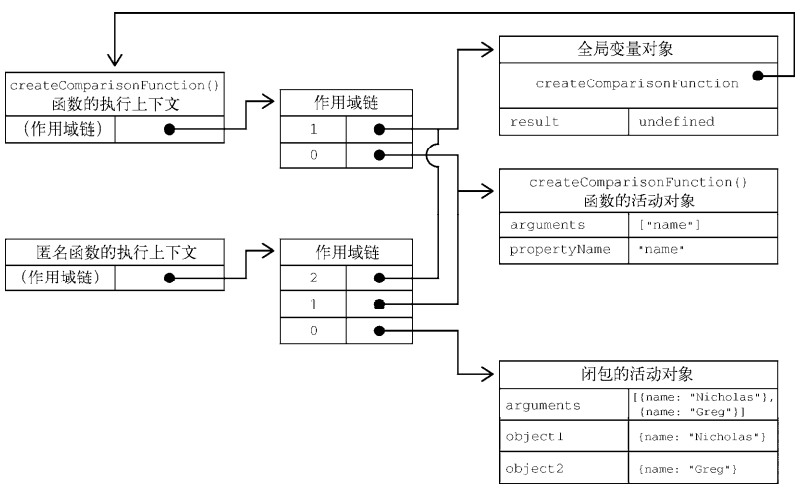 全局变量对象
createComparisonFunction
result undefined
createComparisonFunction()
函数的执行上下文
(作用域链)
作用域链
1
0
createComparisonFunction()
函数的活动对象
arguments ["name"]
propertyName "name"
匿名函数的执行上下文
(作用域链)
作用域链
2
1
0
闭包的活动对象
arguments [{name: "Nicholas"},
{name: "Greg"}]
object1 {name: "Nicholas"}
object2 {name: "Greg"}